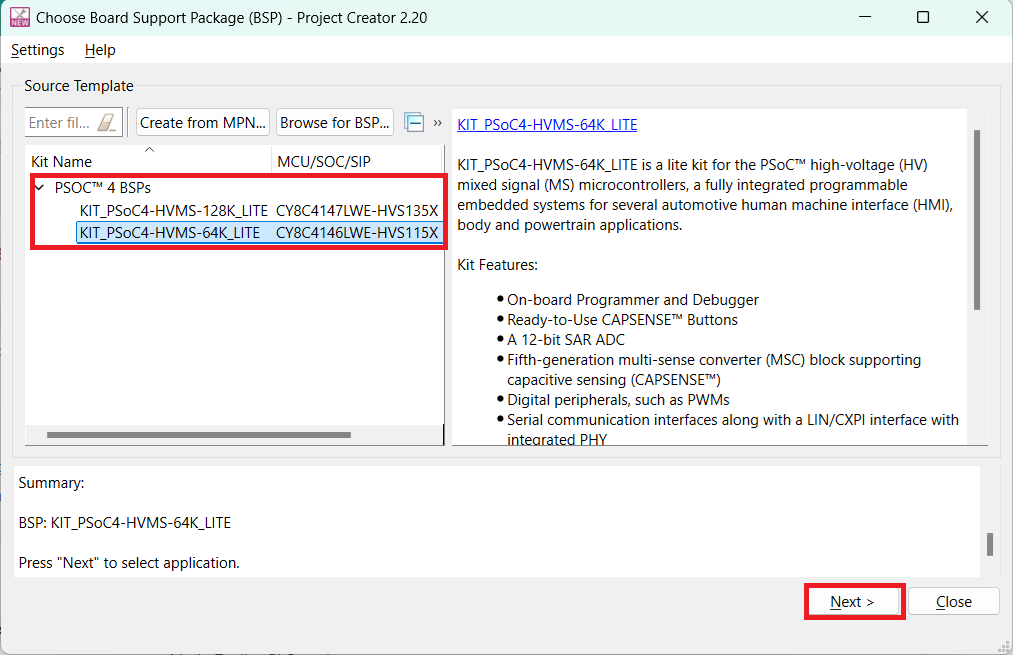 NEW
Choose Board Support Package (BSP) - Project Creator 2.20
Settings Help
Source Template
Enter fil... Create from MPN... Browse for BSP... »
Kit Name MCU/SOC/SIP
PSOC™ 4 BSPs
KIT_PSoC4-HVMS-128K_LITE CY8C4147LWE-HVS135X
KIT_PSoC4-HVMS-64K_LITE CY8C4146LWE-HVS115X
KIT_PSoC4-HVMS-64K_LITE
KIT_PSoC4-HVMS-64K_LITE is a lite kit for the PSoC™ high-voltage (HV)
mixed signal (MS) microcontrollers, a fully integrated programmable
embedded systems for several automotive human machine interface (HMI),
body and powertrain applications.
Kit Features:
• On-board Programmer and Debugger
• Ready-to-Use CAPSENSE™ Buttons
• A 12-bit SAR ADC
• Fifth-generation multi-sense converter (MSC) block supporting
capacitive sensing (CAPSENSE™)
• Digital peripherals, such as PWMs
• Serial communication interfaces along with a LIN/CXPI interface with
integrated PHY
Summary:
BSP: KIT_PSoC4-HVMS-64K_LITE
Press "Next" to select application.
Next > Close